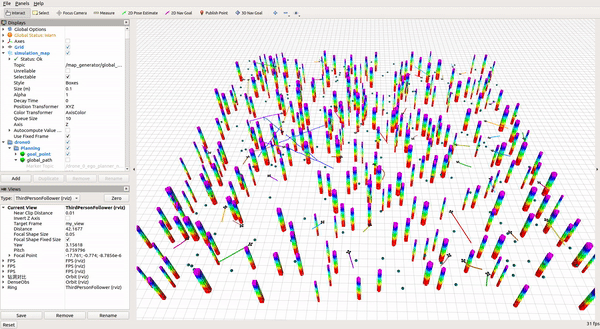 File Panels Help
Interact Select Focus Camera Measure 2D Pose Estimate 2D Nav Goal Publish Point 3D Nav Goal
Displays
Global Options
Global Status: Warn
Axes
Grid
simulation_map
Status: Ok
Topic /map_generator/global_...
Unreliable
Selectable
Style Boxes
Size (m) 0.1
Alpha 1
Decay Time 0
Position Transformer XYZ
Color Transformer AxisColor
Queue Size 10
Axis Z
Autocompute Value ...
Use Fixed Frame
drone0
Planning
goal_point
global_path
Add Remove
Views
Type: ThirdPersonFollower (rviz) Zero
Current View ThirdPersonFollower (rviz)
Near Clip Distance 0.01
Invert Z Axis
Target Frame my_view
Distance 42.1677
Focal Shape Size 0.05
Focal Shape Fixed Size
Yaw 3.15618
Pitch 0.759796
Focal Point -17.761; -0.774; -8.7856e-6
FPS FPS (rviz)
FPS FPS (rviz)
FPS FPS (rviz)
Orbit (rviz)
DenseObs Orbit (rviz)
Ring ThirdPersonFollower (rviz)
Save Remove Rename
Reset 31 fps